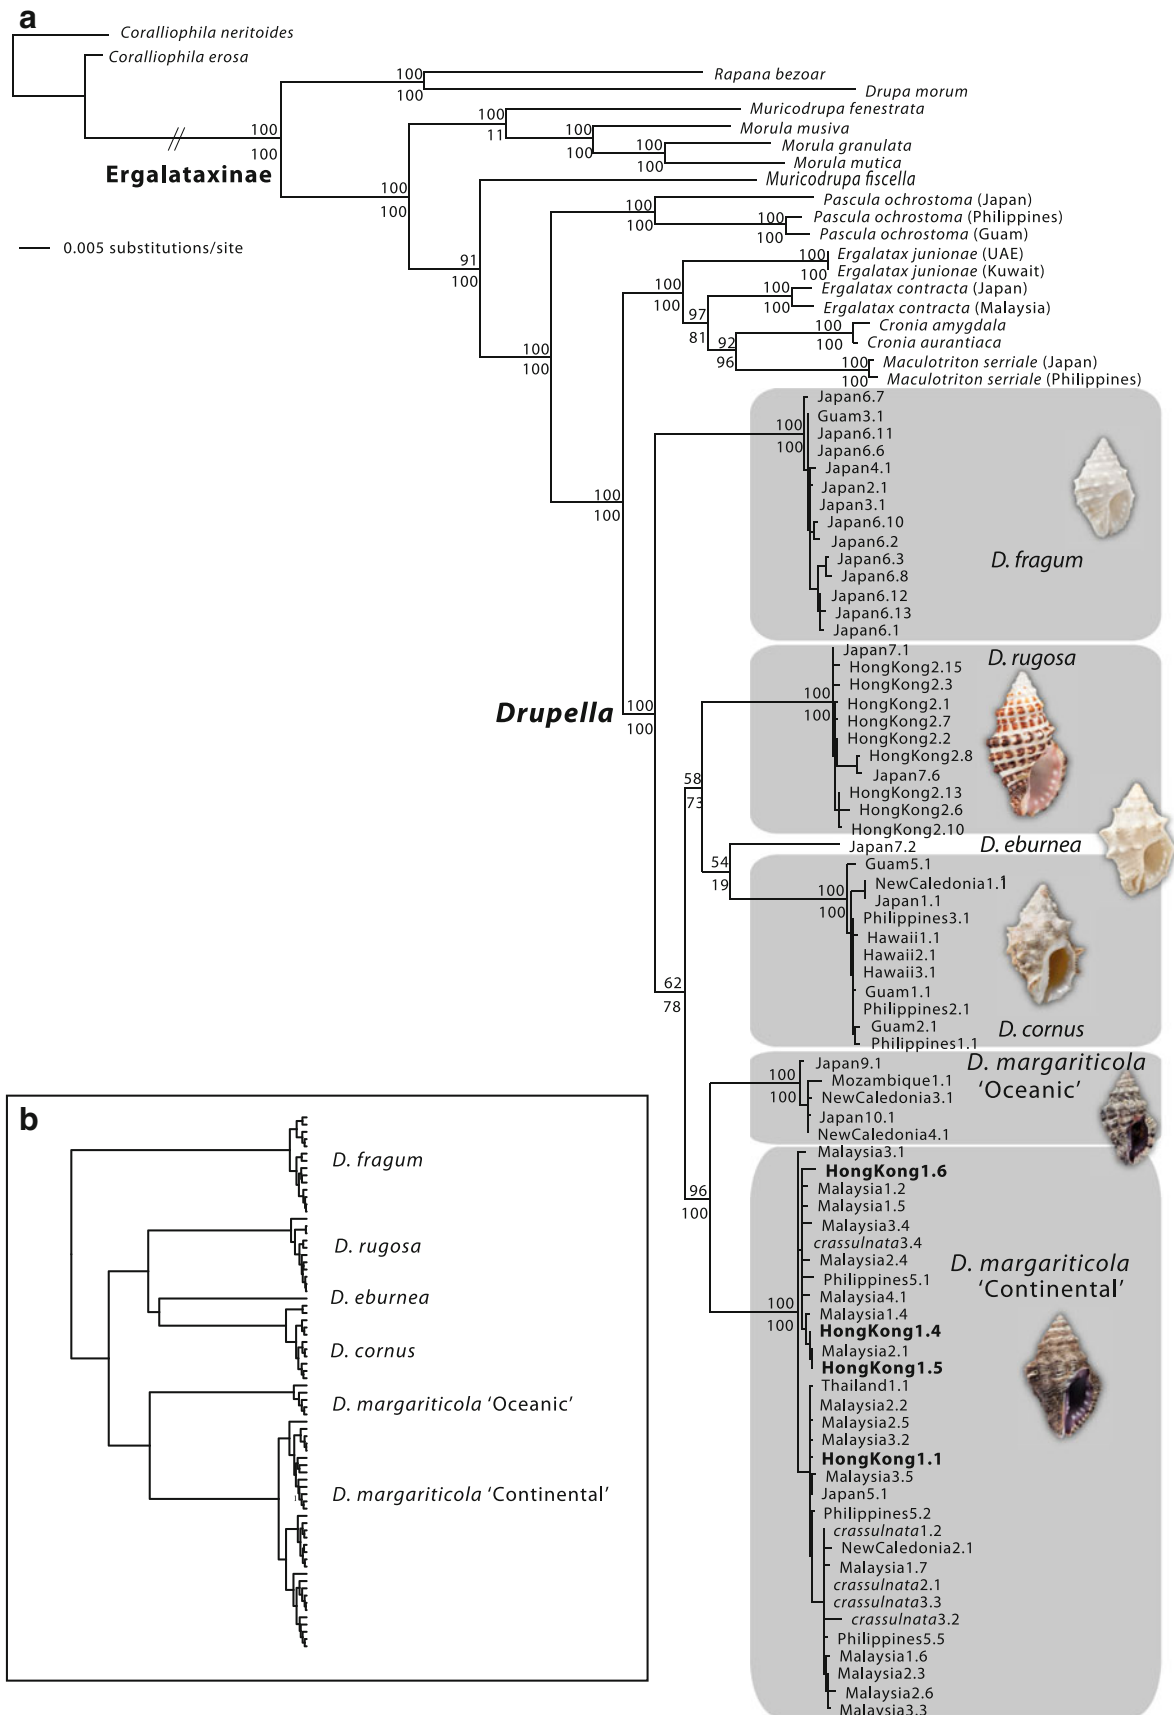 a
Coralliophila neritoides
Coralliophila erosa
100
100
Rapana bezoar
Drupa morum
100
11
Muricodrupa fenestrata
100
100
Morula musiva
100
100
Morula granulata
Morula mutica
100
100
Ergalataxinae
100
100
Muricodrupa fiscella
100
100
Pascula ochrostoma (Japan)
100
100
Pascula ochrostoma (Philippines)
Pascula ochrostoma (Guam)
0.005 substitutions/site
91
100
100
100
Ergalatax junionae (UAE)
Ergalatax junionae (Kuwait)
100
100
100
100
Ergalatax contracta (Japan)
Ergalatax contracta (Malaysia)
97
81
100
100
Cronia amygdala
Cronia aurantiaca
92
96
100
100
Maculotriton serriale (Japan)
Maculotriton serriale (Philippines)
100
100
100
100
Japan6.7
Guam3.1
Japan6.11
Japan6.6
Japan4.1
Japan2.1
Japan3.1
Japan6.10
Japan6.2
Japan6.3
Japan6.8
Japan6.12
Japan6.13
Japan6.1
D. fragum
100
100
100
100
Drupella
100
100
Japan7.1
HongKong2.15
HongKong2.3
HongKong2.1
HongKong2.7
HongKong2.2
HongKong2.8
Japan7.6
HongKong2.13
HongKong2.6
HongKong2.10
D. rugosa
58
73
Japan7.2
D. eburnea
54
19
100
100
Guam5.1
NewCaledonia1.1
Japan1.1
Philippines3.1
Hawaii1.1
Hawaii2.1
Hawaii3.1
Guam1.1
Philippines2.1
Guam2.1
Philippines1.1
D. cornus
62
78
100
100
Japan9.1
Mozambique1.1
NewCaledonia3.1
Japan10.1
NewCaledonia4.1
D. margariticola
'Oceanic'
96
100
100
100
Malaysia3.1
HongKong1.6
Malaysia1.2
Malaysia1.5
Malaysia3.4
crassulnata3.4
Malaysia2.4
Philippines5.1
Malaysia4.1
Malaysia1.4
HongKong1.4
Malaysia2.1
HongKong1.5
Thailand1.1
Malaysia2.2
Malaysia2.5
Malaysia3.2
HongKong1.1
Malaysia3.5
Japan5.1
Philippines5.2
crassulnata1.2
NewCaledonia2.1
Malaysia1.7
crassulnata2.1
crassulnata3.3
crassulnata3.2
Philippines5.5
Malaysia1.6
Malaysia2.3
Malaysia2.6
Malaysia3.3
D. margariticola
'Continental'
b
D. fragum
D. rugosa
D. eburnea
D. cornus
D. margariticola 'Oceanic'
D. margariticola 'Continental'